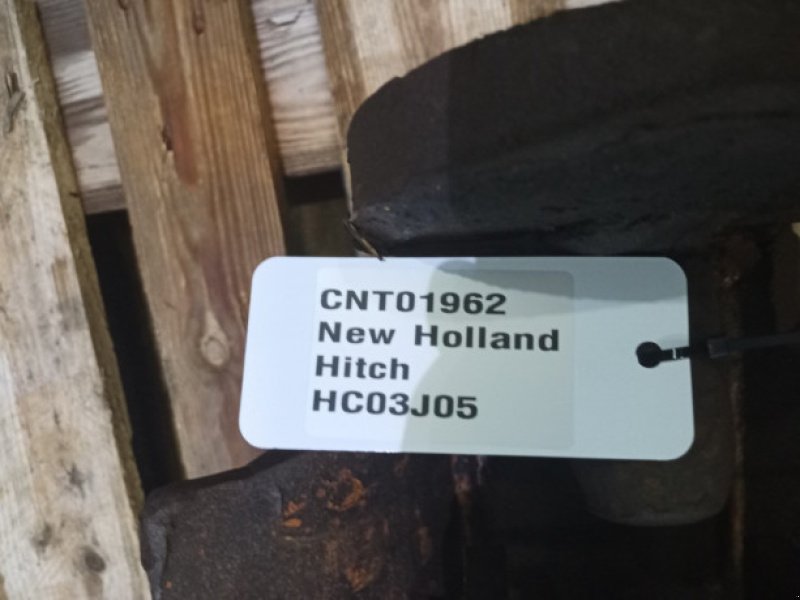 CNT01962
New Holland
Hitch
HC03J05